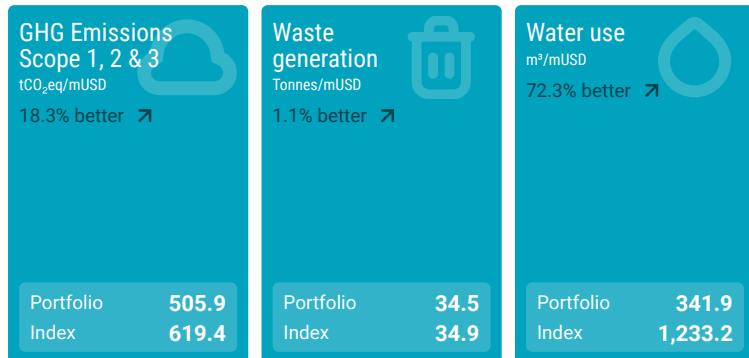 GHG Emissions
Scope 1, 2 & 3
tCO₂eq/mUSD
18.3% better
Portfolio 505.9
Index 619.4
Waste
generation
Tonnes/mUSD
1.1% better
Portfolio 34.5
Index 34.9
Water use
m³/mUSD
72.3% better
Portfolio 341.9
Index 1,233.2